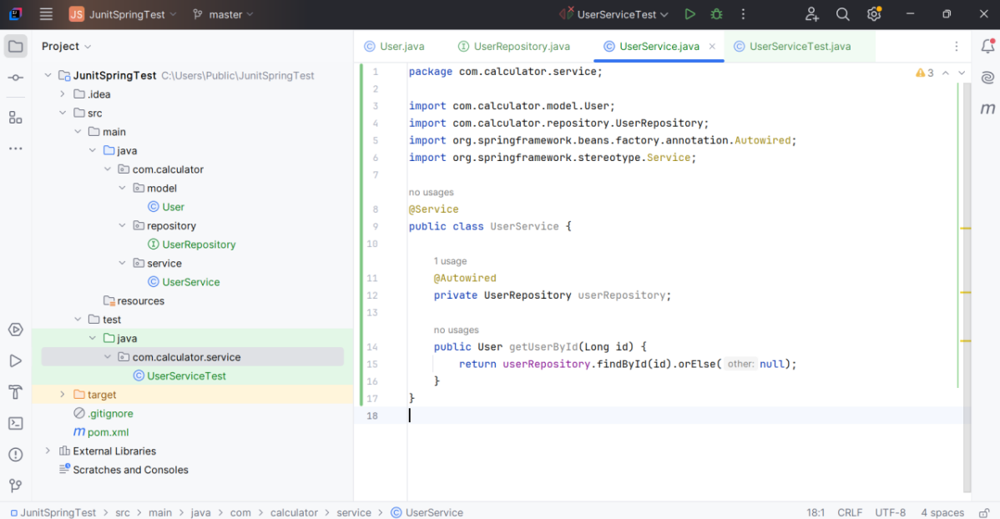 JS JunitSpringTest master UserServiceTest
Project
User.java UserRepository.java UserService.java UserServiceTest.java
JunitSpringTest C:\Users\Public\JunitSpringTest
.idea
src
main
java
com.calculator
model
User
repository
UserRepository
service
UserService
resources
test
java
com.calculator.service
UserServiceTest
target
.gitignore
m pom.xml
External Libraries
Scratches and Consoles
3
1 package com.calculator.service;
2
3 import com.calculator.model.User;
4 import com.calculator.repository.UserRepository;
5 import org.springframework.beans.factory.annotation.Autowired;
6 import org.springframework.stereotype.Service;
7
no usages
8 @Service
9 public class UserService {
10
1 usage
11 @Autowired
12 private UserRepository userRepository;
13
no usages
14 public User getUserById(Long id) {
15 return userRepository.findById(id).orElse( other: null);
16 }
17 }
18
m
JunitSpringTest > src > main > java > com > calculator > service > UserService 18:1 CRLF UTF-8 4 spaces